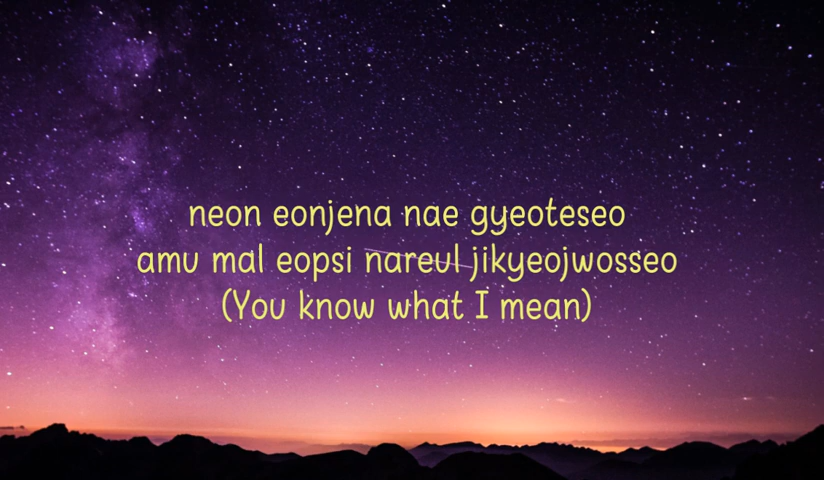 neon eonjena nae gyeoteseo
amu mal eopsi nareul jikyeojwosseo
(You know what I mean)